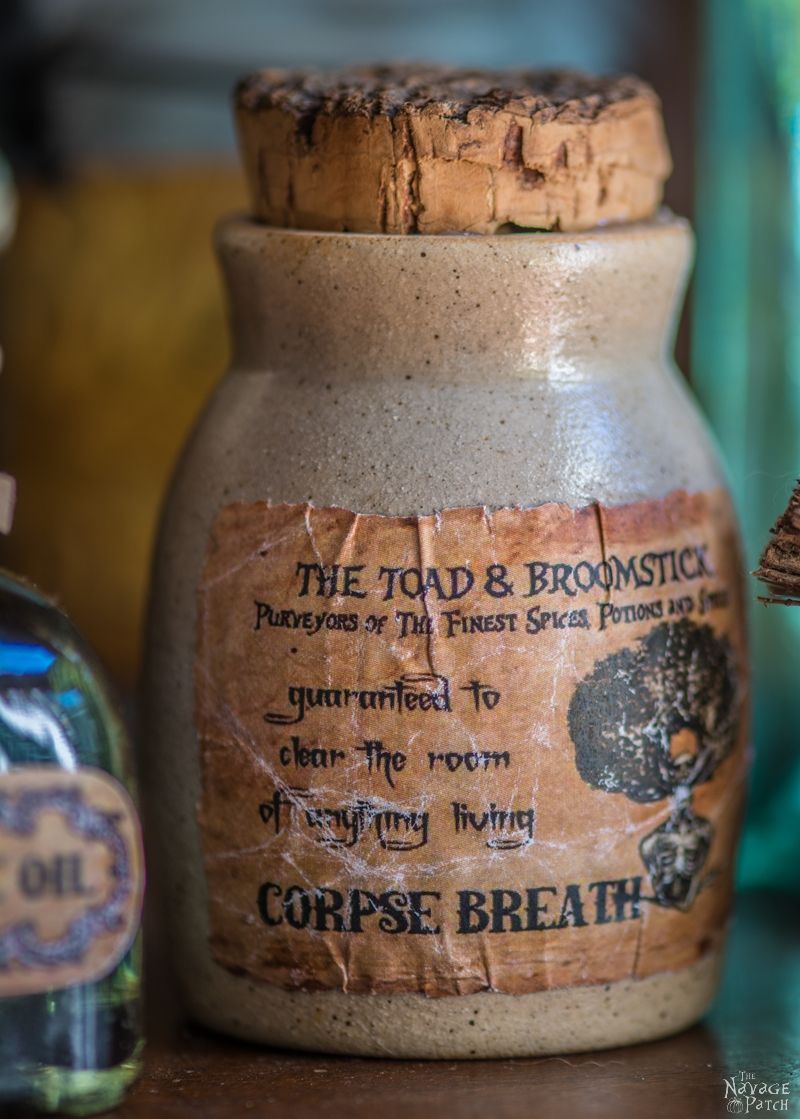 THE TOAD & BROOMSTICK
PURVEYORS OF THE FINEST SPICES, POTIONS AND
guaranteed to
clear the room
of anything living
CORPSE BREATH
OIL
THE
NAVAGE
PATCH